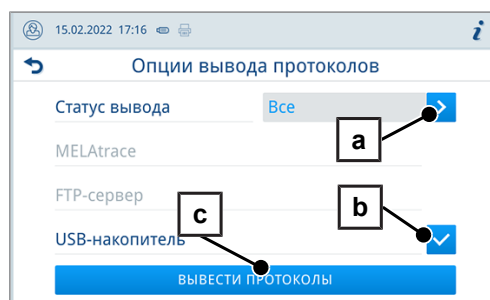 15.02.2022 17:16 i
Опции вывода протоколов
Статус вывода Все
a
MELAtrace
FTP-сервер
c
b
USB-накопитель
ВЫВЕСТИ ПРОТОКОЛЫ